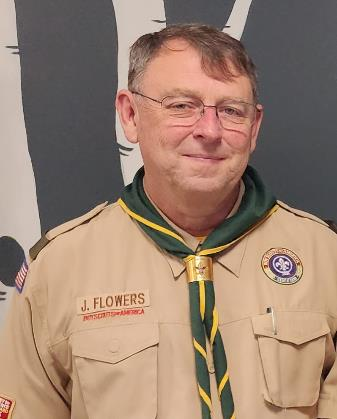 J. FLOWERS
BOY SCOUTS OF AMERICA